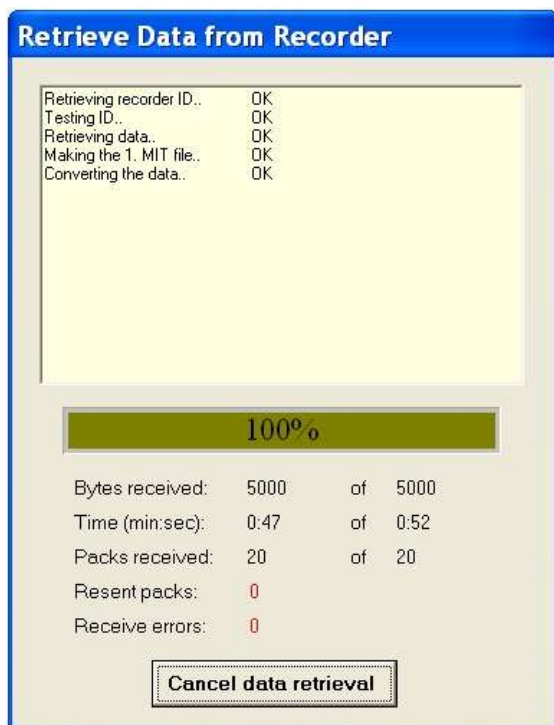 Retrieve Data from Recorder
Retrieving recorder ID.. OK
Testing ID.. OK
Retrieving data.. OK
Making the 1. MIT file.. OK
Converting the data.. OK
100%
Bytes received: 5000 of 5000
Time (min:sec): 0:47 of 0:52
Packs received: 20 of 20
Resent packs: 0
Receive errors: 0
Cancel data retrieval